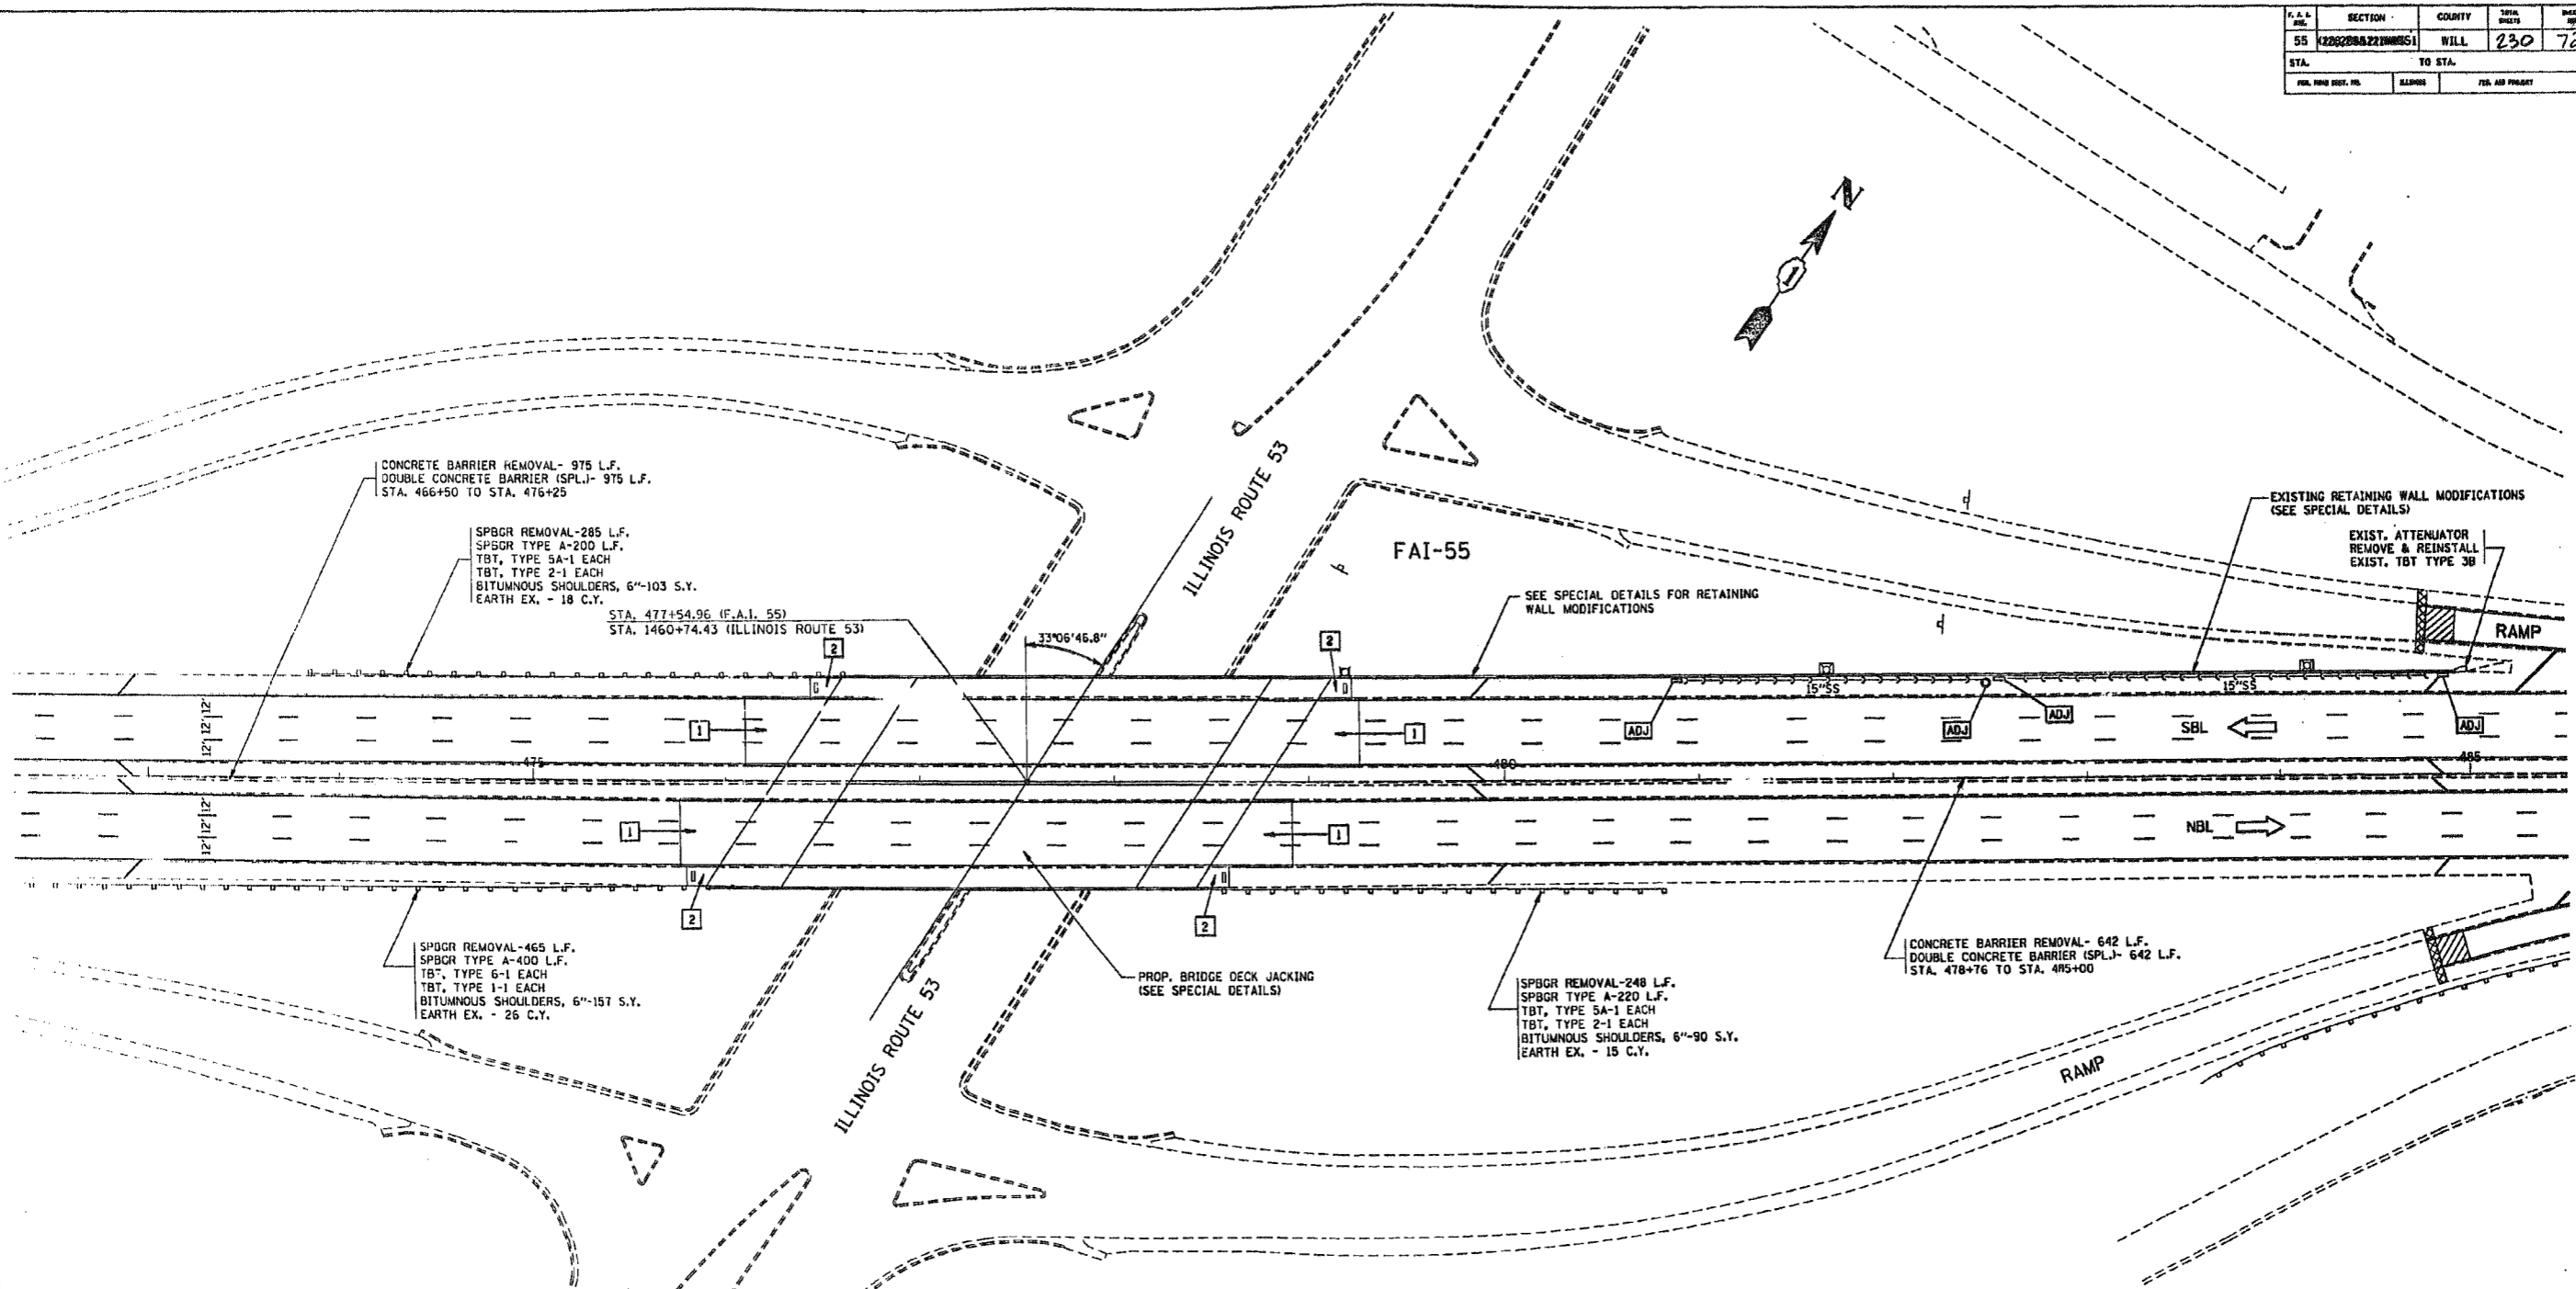 SECTION COUNTY TOTAL SHEETS
55 WILL 230
STA. TO STA.
ILLINOIS
N
1
CONCRETE BARRIER REMOVAL- 975 L.F.
DOUBLE CONCRETE BARRIER (SPL.)- 975 L.F.
STA. 466+50 TO STA. 476+25
SPBGR REMOVAL-285 L.F.
SPBGR TYPE A-200 L.F.
TBT, TYPE 5A-1 EACH
TBT, TYPE 2-1 EACH
BITUMNOUS SHOULDERS, 6"-103 S.Y.
EARTH EX. - 18 C.Y.
STA. 477+54.96 (F.A.I. 55)
STA. 1460+74.43 (ILLINOIS ROUTE 53)
33°06'46.8"
ILLINOIS ROUTE 53
FAI-55
SEE SPECIAL DETAILS FOR RETAINING
WALL MODIFICATIONS
EXISTING RETAINING WALL MODIFICATIONS
(SEE SPECIAL DETAILS)
EXIST. ATTENUATOR
REMOVE & REINSTALL
EXIST. TBT TYPE 3B
RAMP
2
2
15"SS
15"SS
12' 12' 12'
1
1
ADJ
ADJ
ADJ
SBL
ADJ
475
480
485
12' 12' 12'
1
1
NBL
2
2
SPBGR REMOVAL-465 L.F.
SPBGR TYPE A-400 L.F.
TBT, TYPE 6-1 EACH
TBT, TYPE 1-1 EACH
BITUMNOUS SHOULDERS, 6"-157 S.Y.
EARTH EX. - 26 C.Y.
ILLINOIS ROUTE 53
PROP. BRIDGE DECK JACKING
(SEE SPECIAL DETAILS)
SPBGR REMOVAL-248 L.F.
SPBGR TYPE A-220 L.F.
TBT, TYPE 5A-1 EACH
TBT, TYPE 2-1 EACH
BITUMNOUS SHOULDERS, 6"-90 S.Y.
EARTH EX. - 15 C.Y.
CONCRETE BARRIER REMOVAL- 642 L.F.
DOUBLE CONCRETE BARRIER (SPL.)- 642 L.F.
STA. 478+76 TO STA. 485+00
RAMP